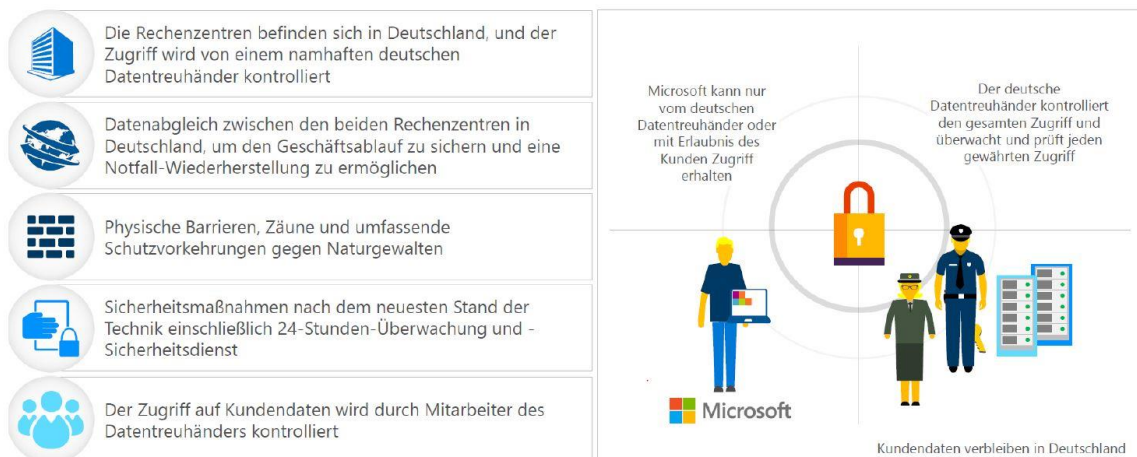 Die Rechenzentren befinden sich in Deutschland, und der
Zugriff wird von einem namhaften deutschen
Datentreuhänder kontrolliert
Datenabgleich zwischen den beiden Rechenzentren in
Deutschland, um den Geschäftsablauf zu sichern und eine
Notfall-Wiederherstellung zu ermöglichen
Physische Barrieren, Zäune und umfassende
Schutzvorkehrungen gegen Naturgewalten
Sicherheitsmaßnahmen nach dem neuesten Stand der
Technik einschließlich 24-Stunden-Überwachung und -
Sicherheitsdienst
Der Zugriff auf Kundendaten wird durch Mitarbeiter des
Datentreuhänders kontrolliert
Microsoft kann nur
vom deutschen
Datentreuhänder oder
mit Erlaubnis des
Kunden Zugriff
erhalten
Der deutsche
Datentreuhänder kontrolliert
den gesamten Zugriff und
überwacht und prüft jeden
gewährten Zugriff
Microsoft
Kundendaten verbleiben in Deutschland